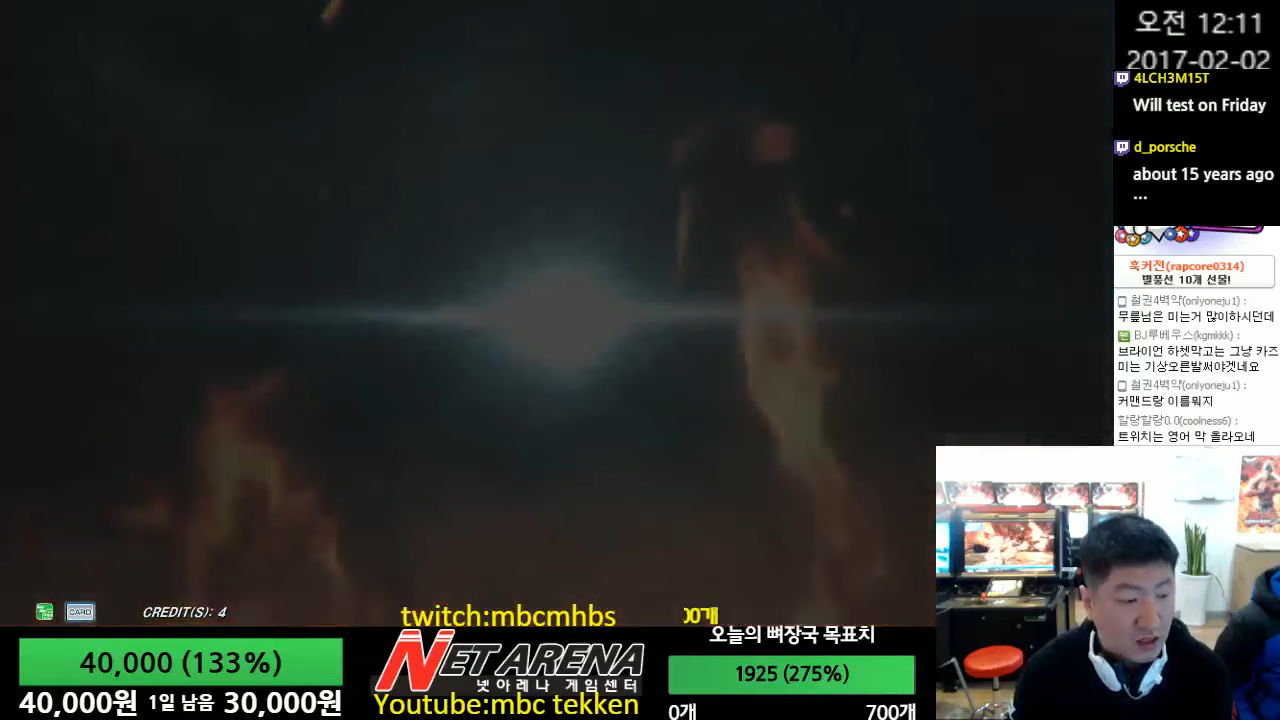 오전 12:11
2017-02-02
4LCH3M15T
Will test on Friday
d_porsche
about 15 years ago
...
훅커전(rapcore0314)
별풍선 10개 선물!
철권4벽약(onlyoneju1) :
무릎님은 미는거 많이하시던데
BJ루베우스(kgmkkk) :
브라이언 하쳇막고는 그냥 카즈
미는 기상오른발써야겟네요
철권4벽약(onlyoneju1) :
커맨드랑 이름뭐지
할랑할랑0.0(coolness6) :
트위치는 영어 막 올라오네
CARD
CREDIT(S): 4
twitch:mbcmhbs
00개
40,000 (133%)
40,000원 1일 남음 30,000원
NET ARENA
넷아레나 게임센터
Youtube:mbc tekken
오늘의 뼈장국 목표치
1925 (275%)
0개
700개